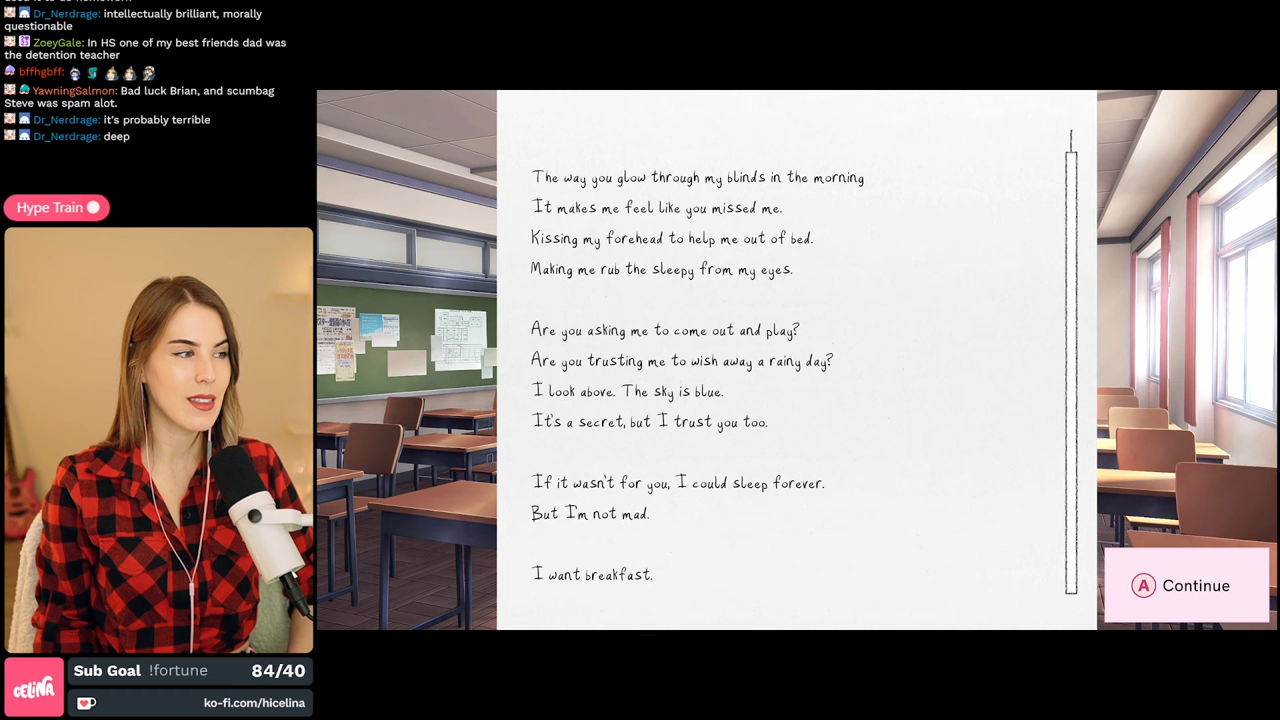 Dr_Nerdrage: intellectually brilliant, morally
questionable
ZoeyGale: In HS one of my best friends dad was
the detention teacher
bffhgbff:
YawningSalmon: Bad luck Brian, and scumbag
Steve was spam alot.
Dr_Nerdrage: it's probably terrible
Dr_Nerdrage: deep
Hype Train
The way you glow through my blinds in the morning
It makes me feel like you missed me.
Kissing my forehead to help me out of bed.
Making me rub the sleepy from my eyes.
Are you asking me to come out and play?
Are you trusting me to wish away a rainy day?
I look above. The sky is blue.
It's a secret, but I trust you too.
If it wasn't for you, I could sleep forever.
But I'm not mad.
I want breakfast.
A Continue
CELINA
Sub Goal !fortune 84/40
ko-fi.com/hicelina